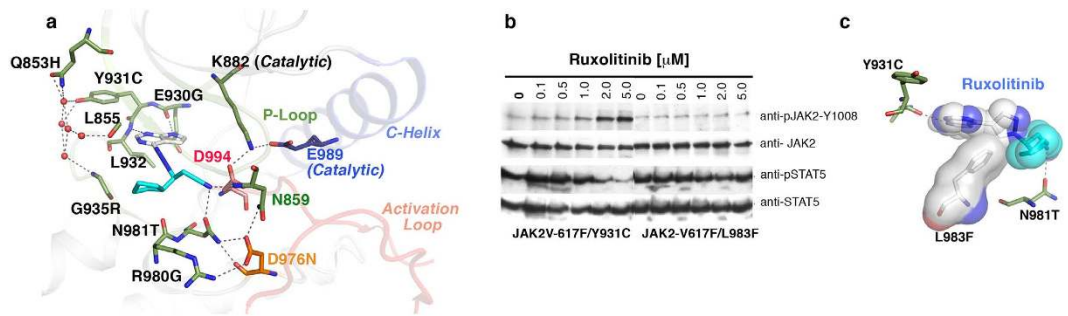 a
Q853H
Y931C
L855
L932
G935R
N981T
R980G
E930G
K882 (Catalytic)
P-Loop
C-Helix
D994
E989
(Catalytic)
N859
Activation
Loop
D976N
b
Ruxolitinib [μM]
0 0.1 0.5 1.0 2.0 5.0 0 0.1 0.5 1.0 2.0 5.0
anti-pJAK2-Y1008
anti- JAK2
anti-pSTAT5
anti-STAT5
JAK2V-617F/Y931C JAK2-V617F/L983F
c
Y931C
Ruxolitinib
N981T
L983F